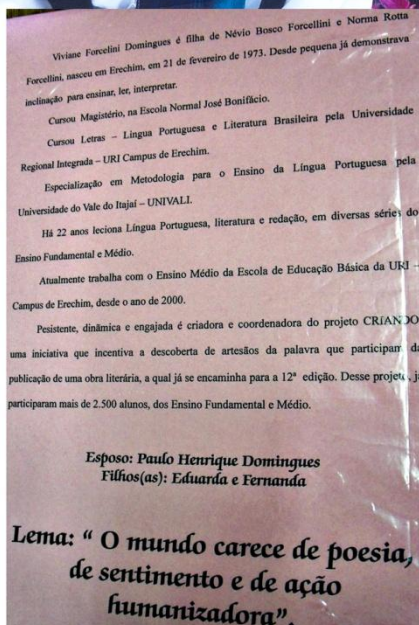 Viviane Forcelini Domingues é filha de Névio Bosco Forcellini e Norma Rotta
Forcellini, nasceu em Erechim, em 21 de fevereiro de 1973. Desde pequena já demonstrava
inclinação para ensinar, ler, interpretar.
Cursou Magistério, na Escola Normal José Bonifácio.
Cursou Letras – Língua Portuguesa e Literatura Brasileira pela Universidade
Regional Integrada – URI Campus de Erechim.
Especialização em Metodologia para o Ensino da Língua Portuguesa pela
Universidade do Vale do Itajaí – UNIVALI.
Há 22 anos leciona Língua Portuguesa, literatura e redação, em diversas séries do
Ensino Fundamental e Médio.
Atualmente trabalha com o Ensino Médio da Escola de Educação Básica da URI –
Campus de Erechim, desde o ano de 2000.
Pesistente, dinâmica e engajada é criadora e coordenadora do projeto CRIANDO
uma iniciativa que incentiva a descoberta de artesãos da palavra que participam da
publicação de uma obra literária, a qual já se encaminha para a 12ª edição. Desse projeto, já
participaram mais de 2.500 alunos, dos Ensino Fundamental e Médio.
Esposo: Paulo Henrique Domingues
Filhos(as): Eduarda e Fernanda
Lema: “ O mundo carece de poesia,
de sentimento e de ação
humanizadora”.